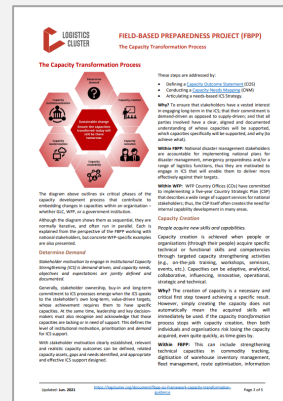 LOGISTICS
CLUSTER
FIELD-BASED PREPAREDNESS PROJECT (FBPP)
The Capacity Transformation Process
The Capacity Transformation Process
Sustainable change
Ensure the capacities
transformed today will
still be there
tomorrow
The diagram above outlines six critical phases of the
capacity development process that contribute to
embedding changes in capacities within an organisation -
whether GLC, WFP, or a government institution.
Although the diagram shows them as sequential, they are
normally iterative, and often run in parallel. Each is
explained from the perspective of the FBPP working with
national stakeholders, but concrete WFP-specific examples
are also presented.
Determine Demand
Stakeholder motivation to engage in Institutional Capacity
Strengthening (ICS) is demand-driven, and capacity needs,
objectives and expectations are jointly defined and
documented.
Generally, stakeholder ownership, buy-in and long-term
commitment to ICS processes emerge when the ICS speaks
to the stakeholder's own long-term, value-driven targets,
whose achievement requires them to have specific
capacities. At the same time, leadership and key decision-
makers must also recognise and acknowledge that those
capacities are lacking or in need of support. This defines the
level of institutional motivation, prioritisation and demand
for ICS support.
With stakeholder motivation clearly established, relevant
and realistic capacity outcomes can be defined, related
capacity assets, gaps and needs identified, and appropriate
and effective ICS support designed.
These steps are addressed by:
• Defining a Capacity Outcome Statement (COS)
• Conducting a Capacity Needs Mapping (CNM)
• Articulating a needs-based ICS Strategy.
Why? To ensure that stakeholders have a vested interest
in engaging long-term in the ICS; that their commitment is
demand-driven as opposed to supply-driven; and that all
parties involved have a clear, aligned and documented
understanding of whose capacities will be supported,
which capacities specifically will be supported, and why (to
achieve what).
Within FBPP: National disaster management stakeholders
are accountable for implementing national plans for
disaster management, emergency preparedness and/or a
range of logistics functions, thus they are motivated to
engage in ICS that will enable them to deliver more
effectively against their targets.
Within WFP: WFP Country Offices (COs) have committed
to implementing a five-year Country Strategic Plan (CSP)
that describes a wide range of support services for national
stakeholders; thus, the CSP itself often creates the need for
internal capability development in many areas.
Capacity Creation
People acquire new skills and capabilities.
Capacity creation is achieved when people or
organisations (through their people) acquire specific
technical or functional skills and competencies
through targeted capacity strengthening activities
(e.g., on-the-job training, workshops, seminars,
events, etc.). Capacities can be adaptive, analytical,
collaborative, influencing, innovative, operational,
strategic and technical.
Why? The creation of capacity is a necessary and
critical first step toward achieving a specific result.
However, simply creating the capacity does not
automatically mean the acquired skills will
immediately be used. If the capacity transformation
process stops with capacity creation, then both
individuals and organisations risk losing the capacity
acquired, even quite quickly, as time goes by.
Within FBPP: This can include strengthening
technical capacities in commodity tracking,
digitisation of warehouse inventory management,
fleet management, route optimisation, information
Updated: Jun. 2021
Page 2 of 5